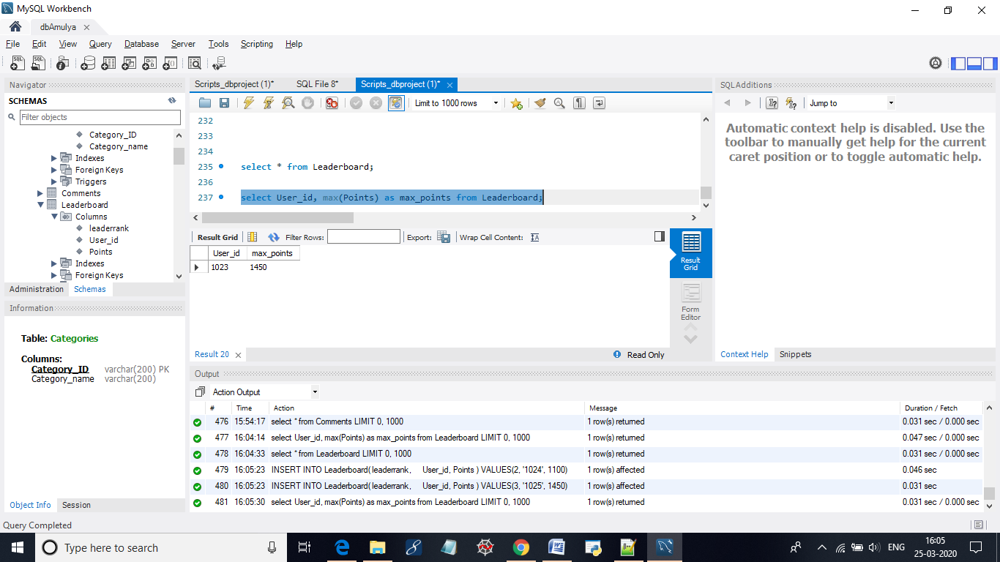 MySQL Workbench
dbAmulya
File Edit View Query Database Server Tools Scripting Help
Navigator
SCHEMAS
Filter objects
Category_ID
Category_name
Indexes
Foreign Keys
Triggers
Comments
Leaderboard
Columns
leaderrank
User_id
Points
Indexes
Foreign Keys
Administration Schemas
Information
Table: Categories
Columns:
Category_ID varchar(200) PK
Category_name varchar(200)
Object Info Session
Scripts_dbproject (1)* SQL File 8* Scripts_dbproject (1)*
Limit to 1000 rows
232
233
234
235 select * from Leaderboard;
236
237 select User_id, max(Points) as max_points from Leaderboard;
Result Grid Filter Rows: Export: Wrap Cell Content:
User_id max_points
1023 1450
Result Grid
Form Editor
Result 20 Read Only
SQLAdditions
Jump to
Automatic context help is disabled. Use the
toolbar to manually get help for the current
caret position or to toggle automatic help.
Context Help Snippets
Output
Action Output
# Time Action Message Duration / Fetch
476 15:54:17 select * from Comments LIMIT 0, 1000 1 row(s) returned 0.031 sec / 0.000 sec
477 16:04:14 select User_id, max(Points) as max_points from Leaderboard LIMIT 0, 1000 1 row(s) returned 0.047 sec / 0.000 sec
478 16:04:33 select * from Leaderboard LIMIT 0, 1000 1 row(s) returned 0.031 sec / 0.000 sec
479 16:05:23 INSERT INTO Leaderboard( leaderrank, User_id, Points ) VALUES(2, '1024', 1100) 1 row(s) affected 0.046 sec
480 16:05:23 INSERT INTO Leaderboard( leaderrank, User_id, Points ) VALUES(3, '1025', 1450) 1 row(s) affected 0.031 sec
481 16:05:30 select User_id, max(Points) as max_points from Leaderboard LIMIT 0, 1000 1 row(s) returned 0.031 sec / 0.000 sec
Query Completed
Type here to search
ENG
16:05
25-03-2020